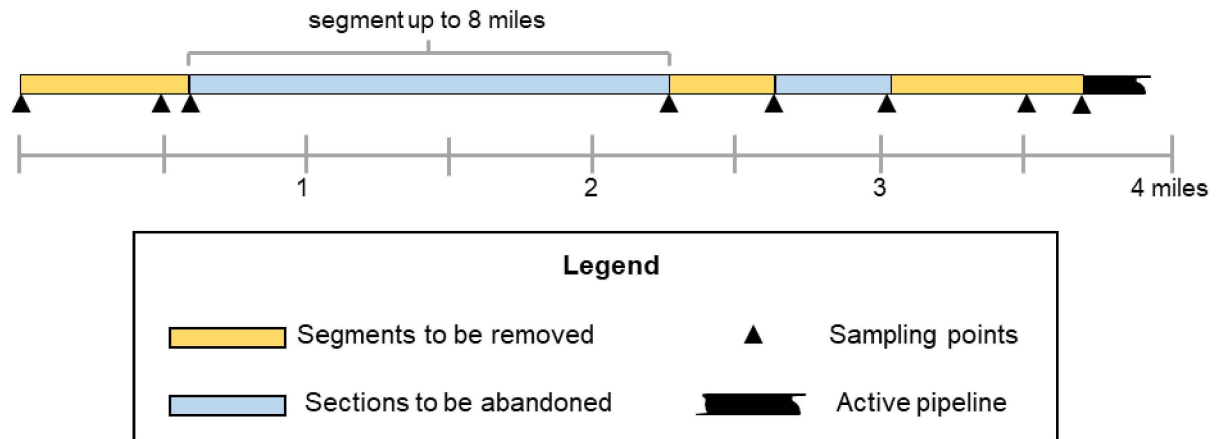 segment up to 8 miles
1 2 3 4 miles
Legend
Segments to be removed Sampling points
Sections to be abandoned Active pipeline